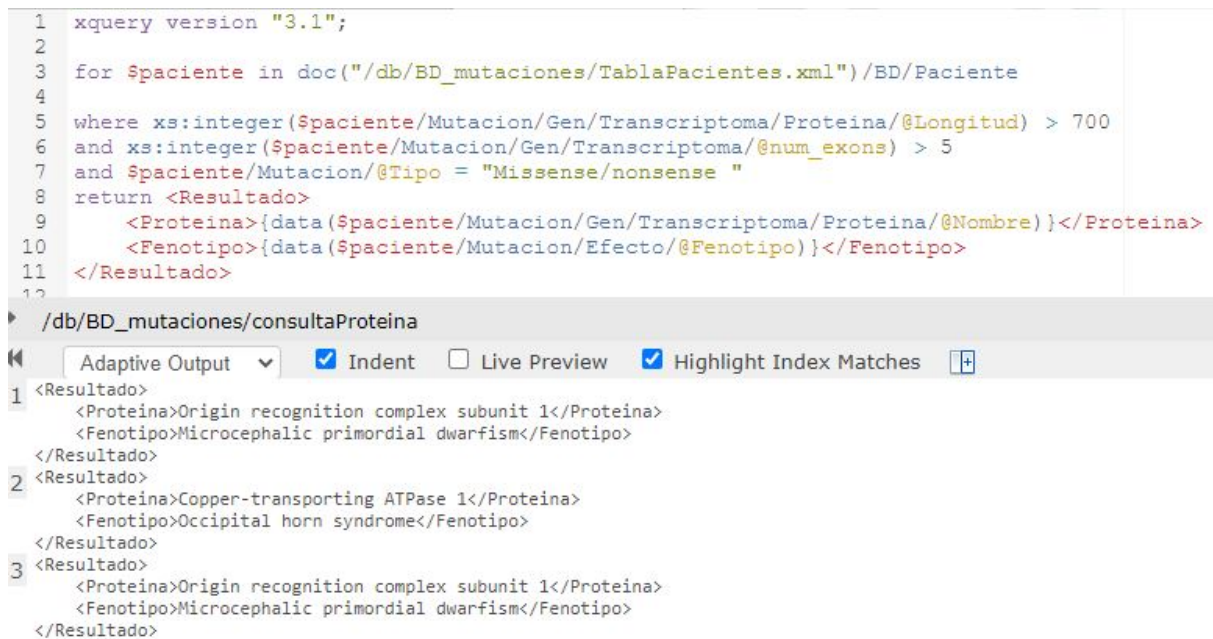 1 xquery version "3.1";
2
3 for $paciente in doc("/db/BD_mutaciones/TablaPacientes.xml")/BD/Paciente
4
5 where xs:integer($paciente/Mutacion/Gen/Transcriptoma/Proteina/@Longitud) > 700
6 and xs:integer($paciente/Mutacion/Gen/Transcriptoma/@num_exons) > 5
7 and $paciente/Mutacion/@Tipo = "Missense/nonsense "
8 return <Resultado>
9 <Proteina>{data($paciente/Mutacion/Gen/Transcriptoma/Proteina/@Nombre)}</Proteina>
10 <Fenotipo>{data($paciente/Mutacion/Efecto/@Fenotipo)}</Fenotipo>
11 </Resultado>
12
/db/BD_mutaciones/consultaProteina
Adaptive Output Indent Live Preview Highlight Index Matches
1 <Resultado>
<Proteina>Origin recognition complex subunit 1</Proteina>
<Fenotipo>Microcephalic primordial dwarfism</Fenotipo>
</Resultado>
2 <Resultado>
<Proteina>Copper-transporting ATPase 1</Proteina>
<Fenotipo>Occipital horn syndrome</Fenotipo>
</Resultado>
3 <Resultado>
<Proteina>Origin recognition complex subunit 1</Proteina>
<Fenotipo>Microcephalic primordial dwarfism</Fenotipo>
</Resultado>